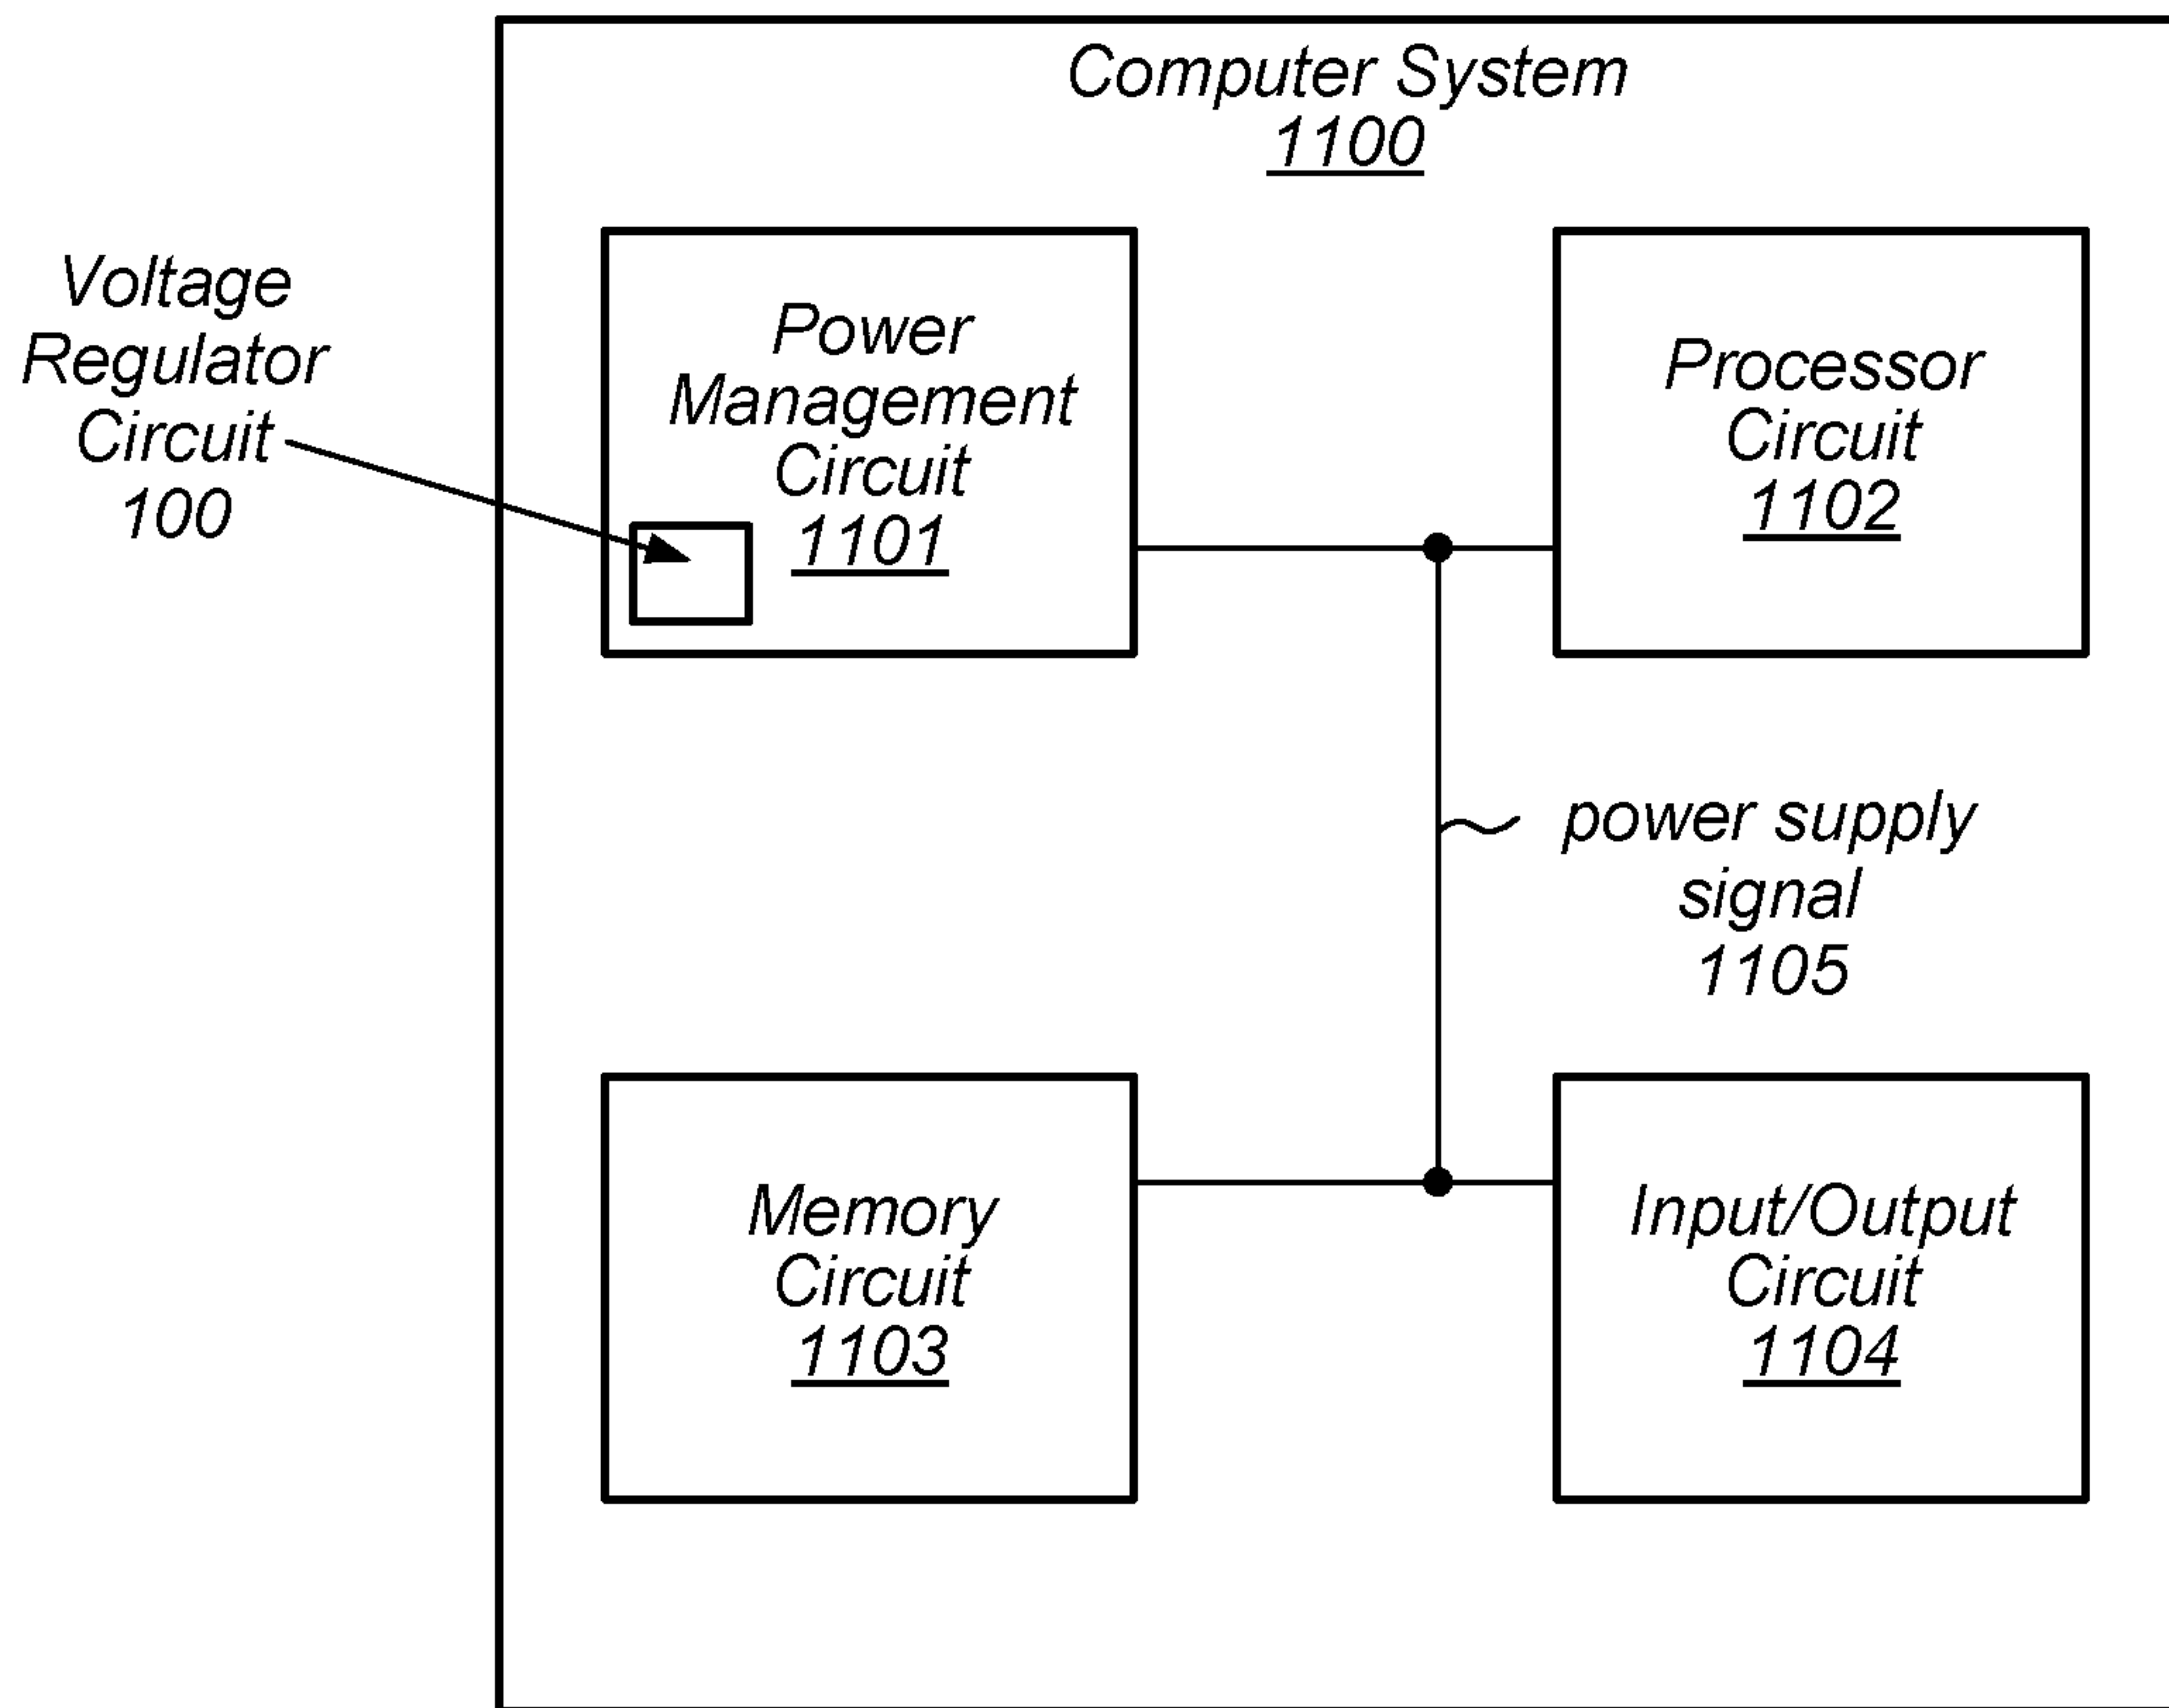 Computer System
1100
Voltage
Regulator
Circuit
100
Power
Management
Circuit
1101
Processor
Circuit
1102
power supply
signal
1105
Memory
Circuit
1103
Input/Output
Circuit
1104